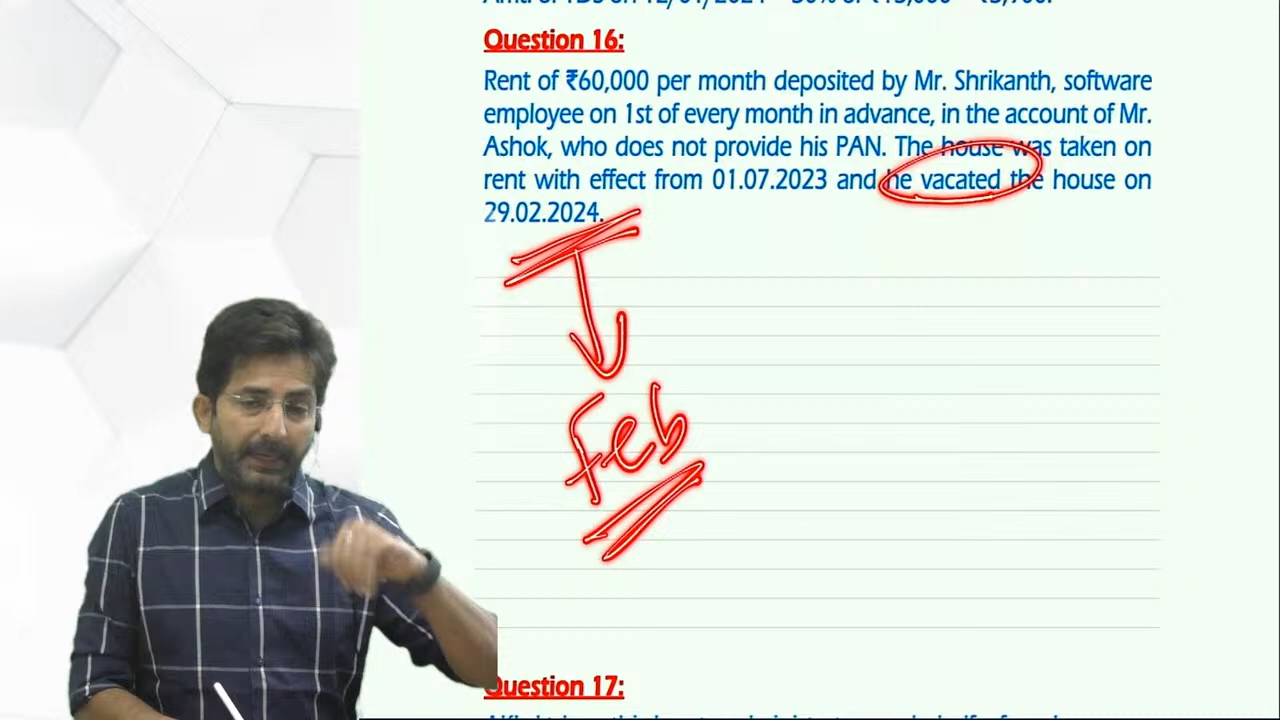 Question 16:
Rent of ₹60,000 per month deposited by Mr. Shrikanth, software
employee on 1st of every month in advance, in the account of Mr.
Ashok, who does not provide his PAN. The house was taken on
rent with effect from 01.07.2023 and he vacated the house on
29.02.2024.
Feb
Question 17: